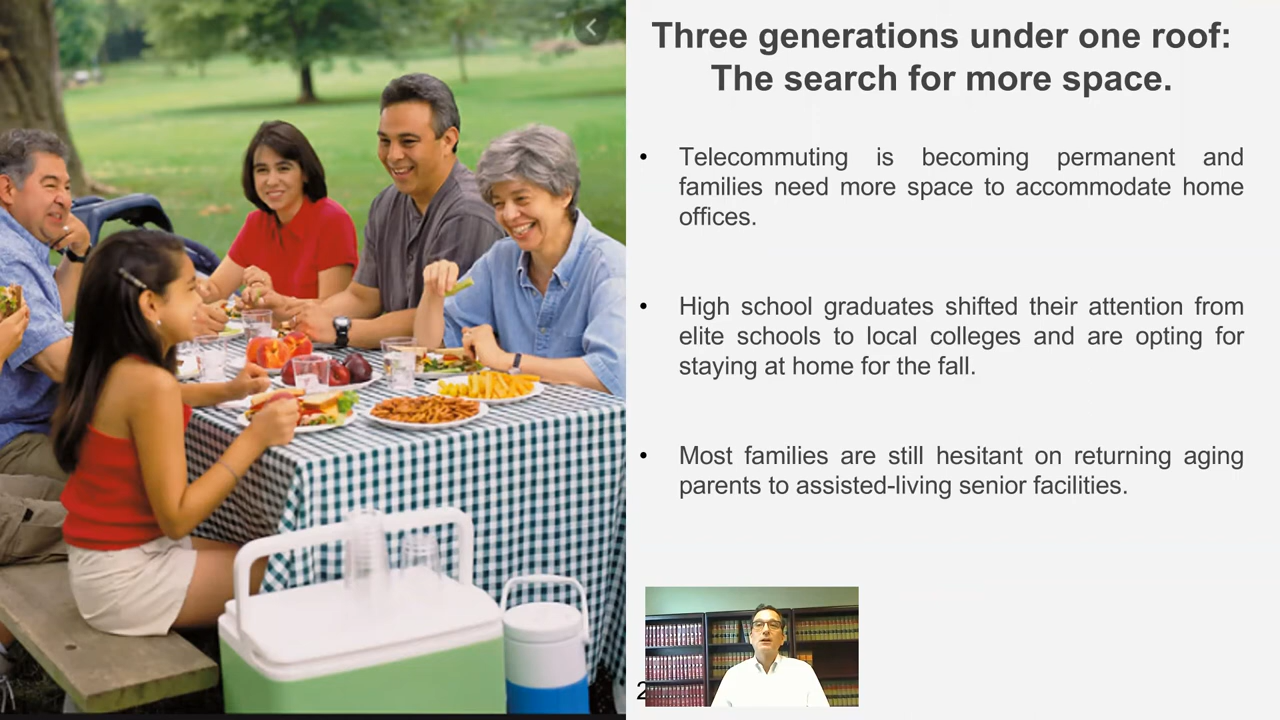 Three generations under one roof:
The search for more space.
• Telecommuting is becoming permanent and
families need more space to accommodate home
offices.
• High school graduates shifted their attention from
elite schools to local colleges and are opting for
staying at home for the fall.
• Most families are still hesitant on returning aging
parents to assisted-living senior facilities.
2